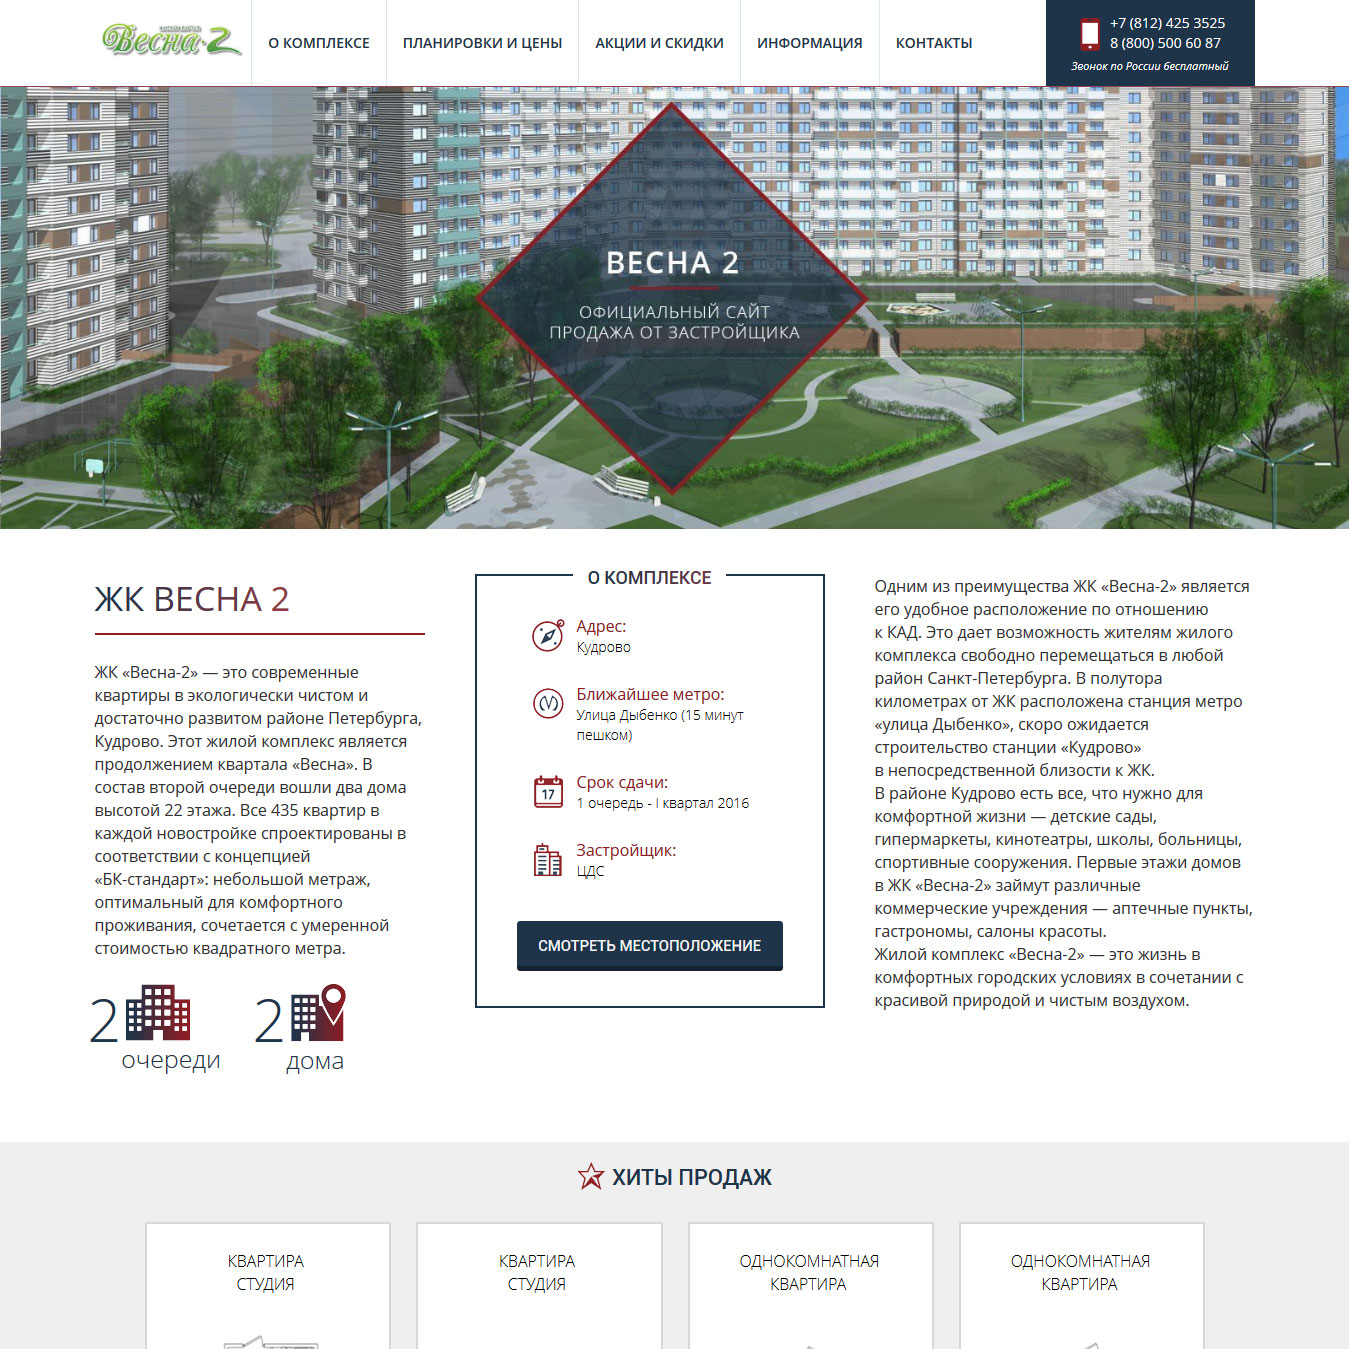 Весна-2
О КОМПЛЕКСЕ
ПЛАНИРОВКИ И ЦЕНЫ
АКЦИИ И СКИДКИ
ИНФОРМАЦИЯ
КОНТАКТЫ
+7 (812) 425 3525
8 (800) 500 60 87
Звонок по России бесплатный
ВЕСНА 2
ОФИЦИАЛЬНЫЙ САЙТ
ПРОДАЖА ОТ ЗАСТРОЙЩИКА
ЖК ВЕСНА 2
ЖК «Весна-2» — это современные
квартиры в экологически чистом и
достаточно развитом районе Петербурга,
Кудрово. Этот жилой комплекс является
продолжением квартала «Весна». В
состав второй очереди вошли два дома
высотой 22 этажа. Все 435 квартир в
каждой новостройке спроектированы в
соответствии с концепцией
«БК-стандарт»: небольшой метраж,
оптимальный для комфортного
проживания, сочетается с умеренной
стоимостью квадратного метра.
2
очереди
2
дома
О КОМПЛЕКСЕ
Адрес:
Кудрово
Ближайшее метро:
Улица Дыбенко (15 минут
пешком)
17
Срок сдачи:
1 очередь - I квартал 2016
Застройщик:
ЦДС
СМОТРЕТЬ МЕСТОПОЛОЖЕНИЕ
Одним из преимущества ЖК «Весна-2» является
его удобное расположение по отношению
к КАД. Это дает возможность жителям жилого
комплекса свободно перемещаться в любой
район Санкт-Петербурга. В полутора
километрах от ЖК расположена станция метро
«улица Дыбенко», скоро ожидается
строительство станции «Кудрово»
в непосредственной близости к ЖК.
В районе Кудрово есть все, что нужно для
комфортной жизни — детские сады,
гипермаркеты, кинотеатры, школы, больницы,
спортивные сооружения. Первые этажи домов
в ЖК «Весна-2» займут различные
коммерческие учреждения — аптечные пункты,
гастрономы, салоны красоты.
Жилой комплекс «Весна-2» — это жизнь в
комфортных городских условиях в сочетании с
красивой природой и чистым воздухом.
ХИТЫ ПРОДАЖ
КВАРТИРА
СТУДИЯ
КВАРТИРА
СТУДИЯ
ОДНОКОМНАТНАЯ
КВАРТИРА
ОДНОКОМНАТНАЯ
КВАРТИРА